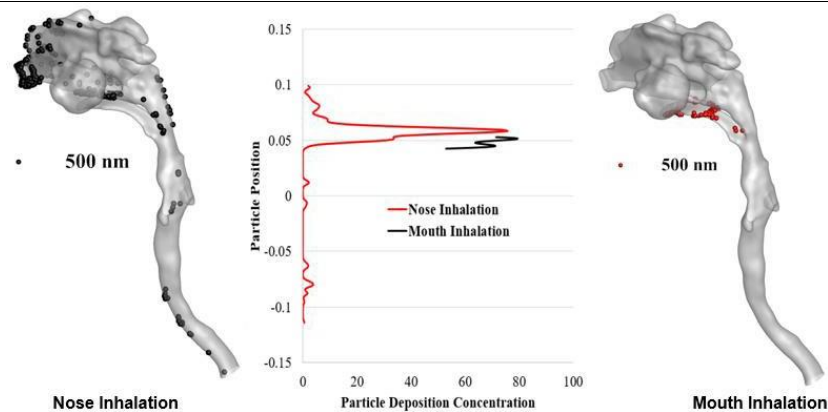 0.15
0.1
0.05
0
-0.05
-0.1
-0.15
Particle Position
0 20 40 60 80 100
Particle Deposition Concentration
Nose Inhalation
Mouth Inhalation
500 nm
Nose Inhalation
500 nm
Mouth Inhalation